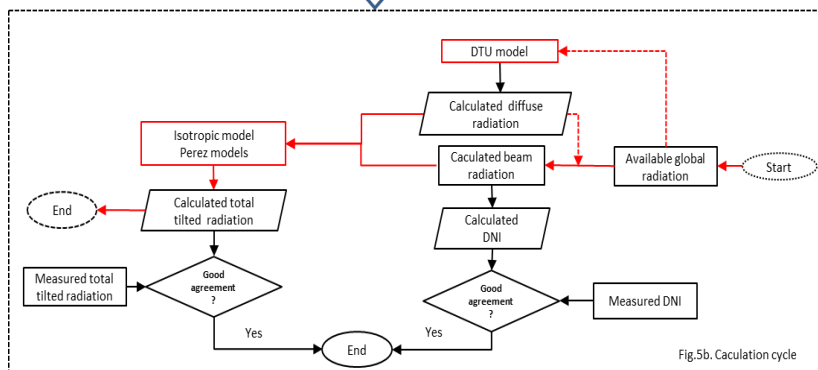 DTU model
Calculated diffuse
radiation
Isotropic model
Perez models
Caculated beam
radiation
Available global
radiation
Start
End
Calculated total
tilted radiation
Calculated
DNI
Measured total
tilted radiation
Good
agreement
?
Good
agreement
?
Measured DNI
Yes
End
Yes
Fig.5b. Caculation cycle